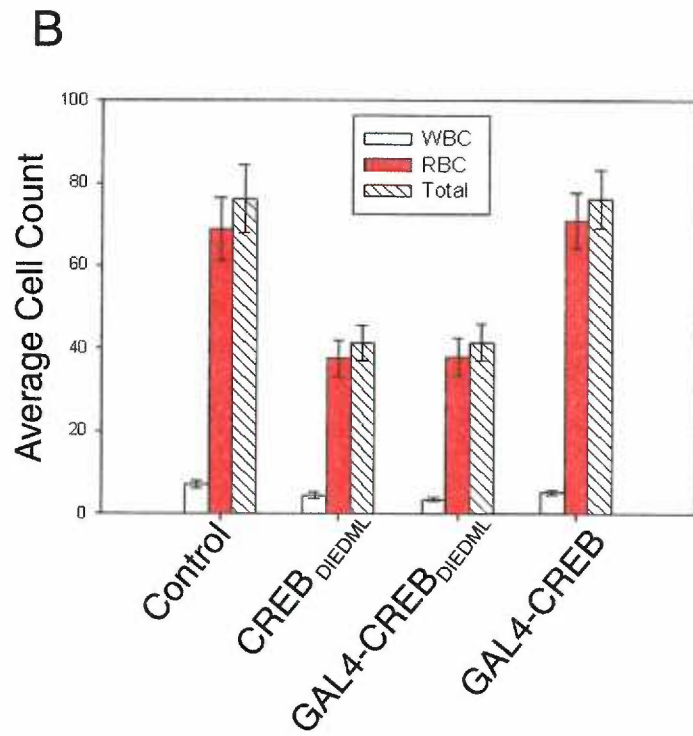 B
100
80
60
40
20
0
Average Cell Count
WBC
RBC
Total
Control
CREB DIEDML
GAL4-CREB DIEDML
GAL4-CREB